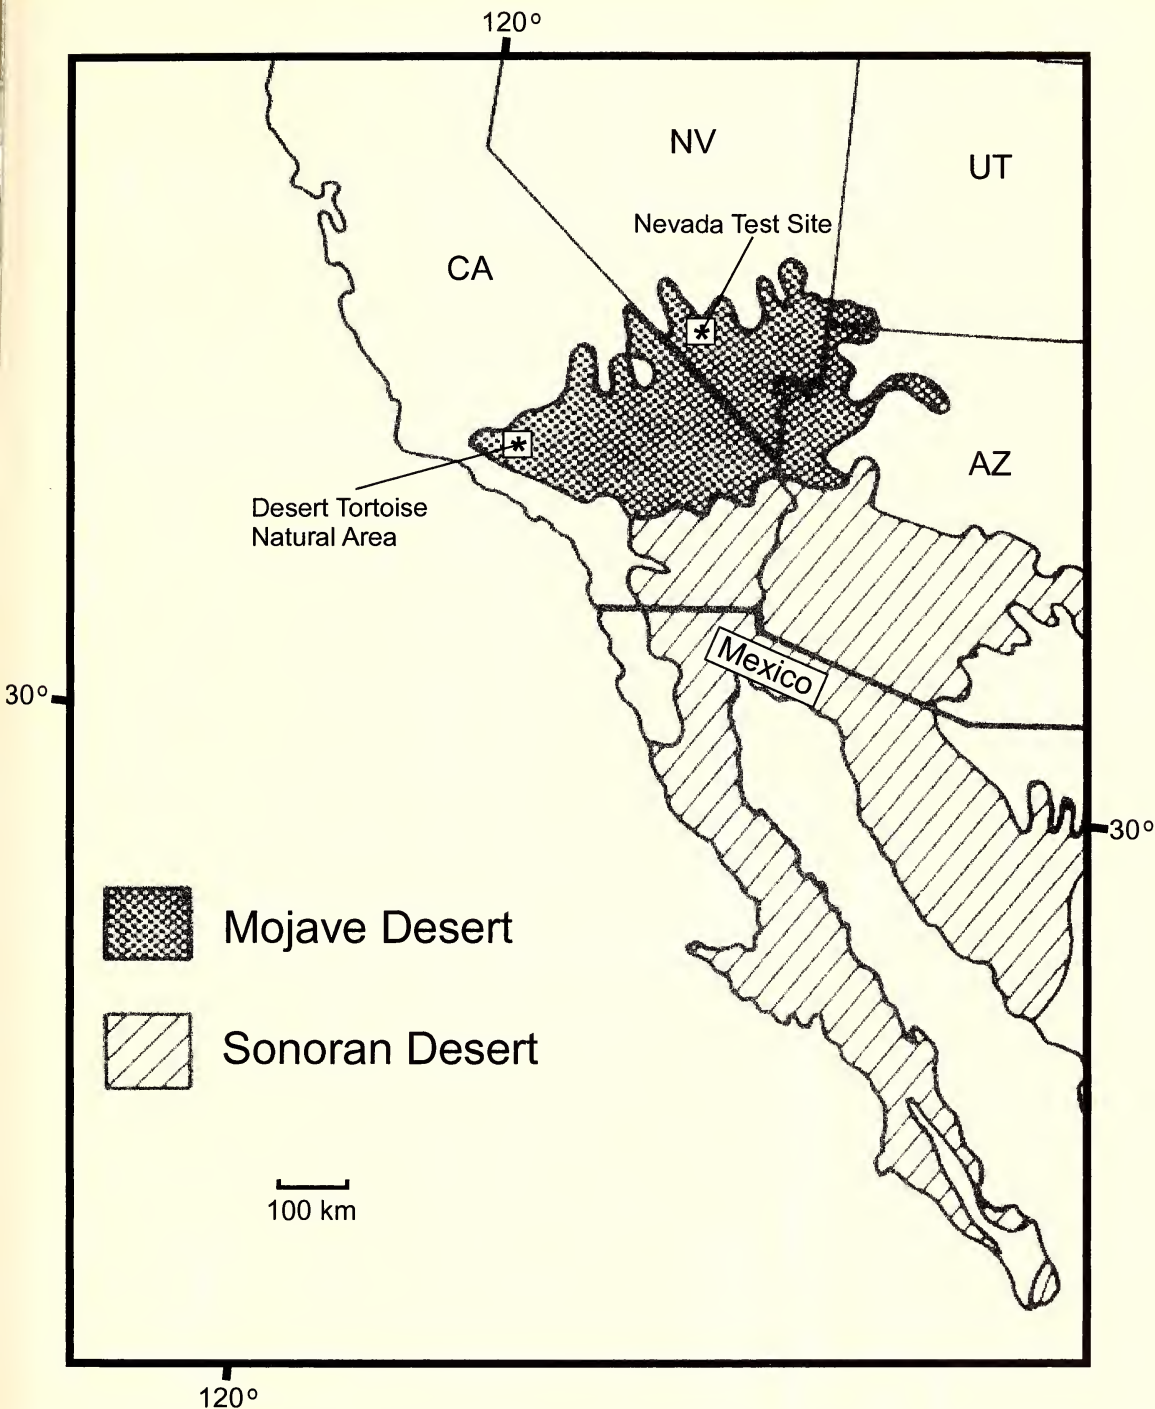 120°
NV
UT
Nevada Test Site
CA
*
*
AZ
Desert Tortoise
Natural Area
Mexico
30°
30°
Mojave Desert
Sonoran Desert
100 km
120°